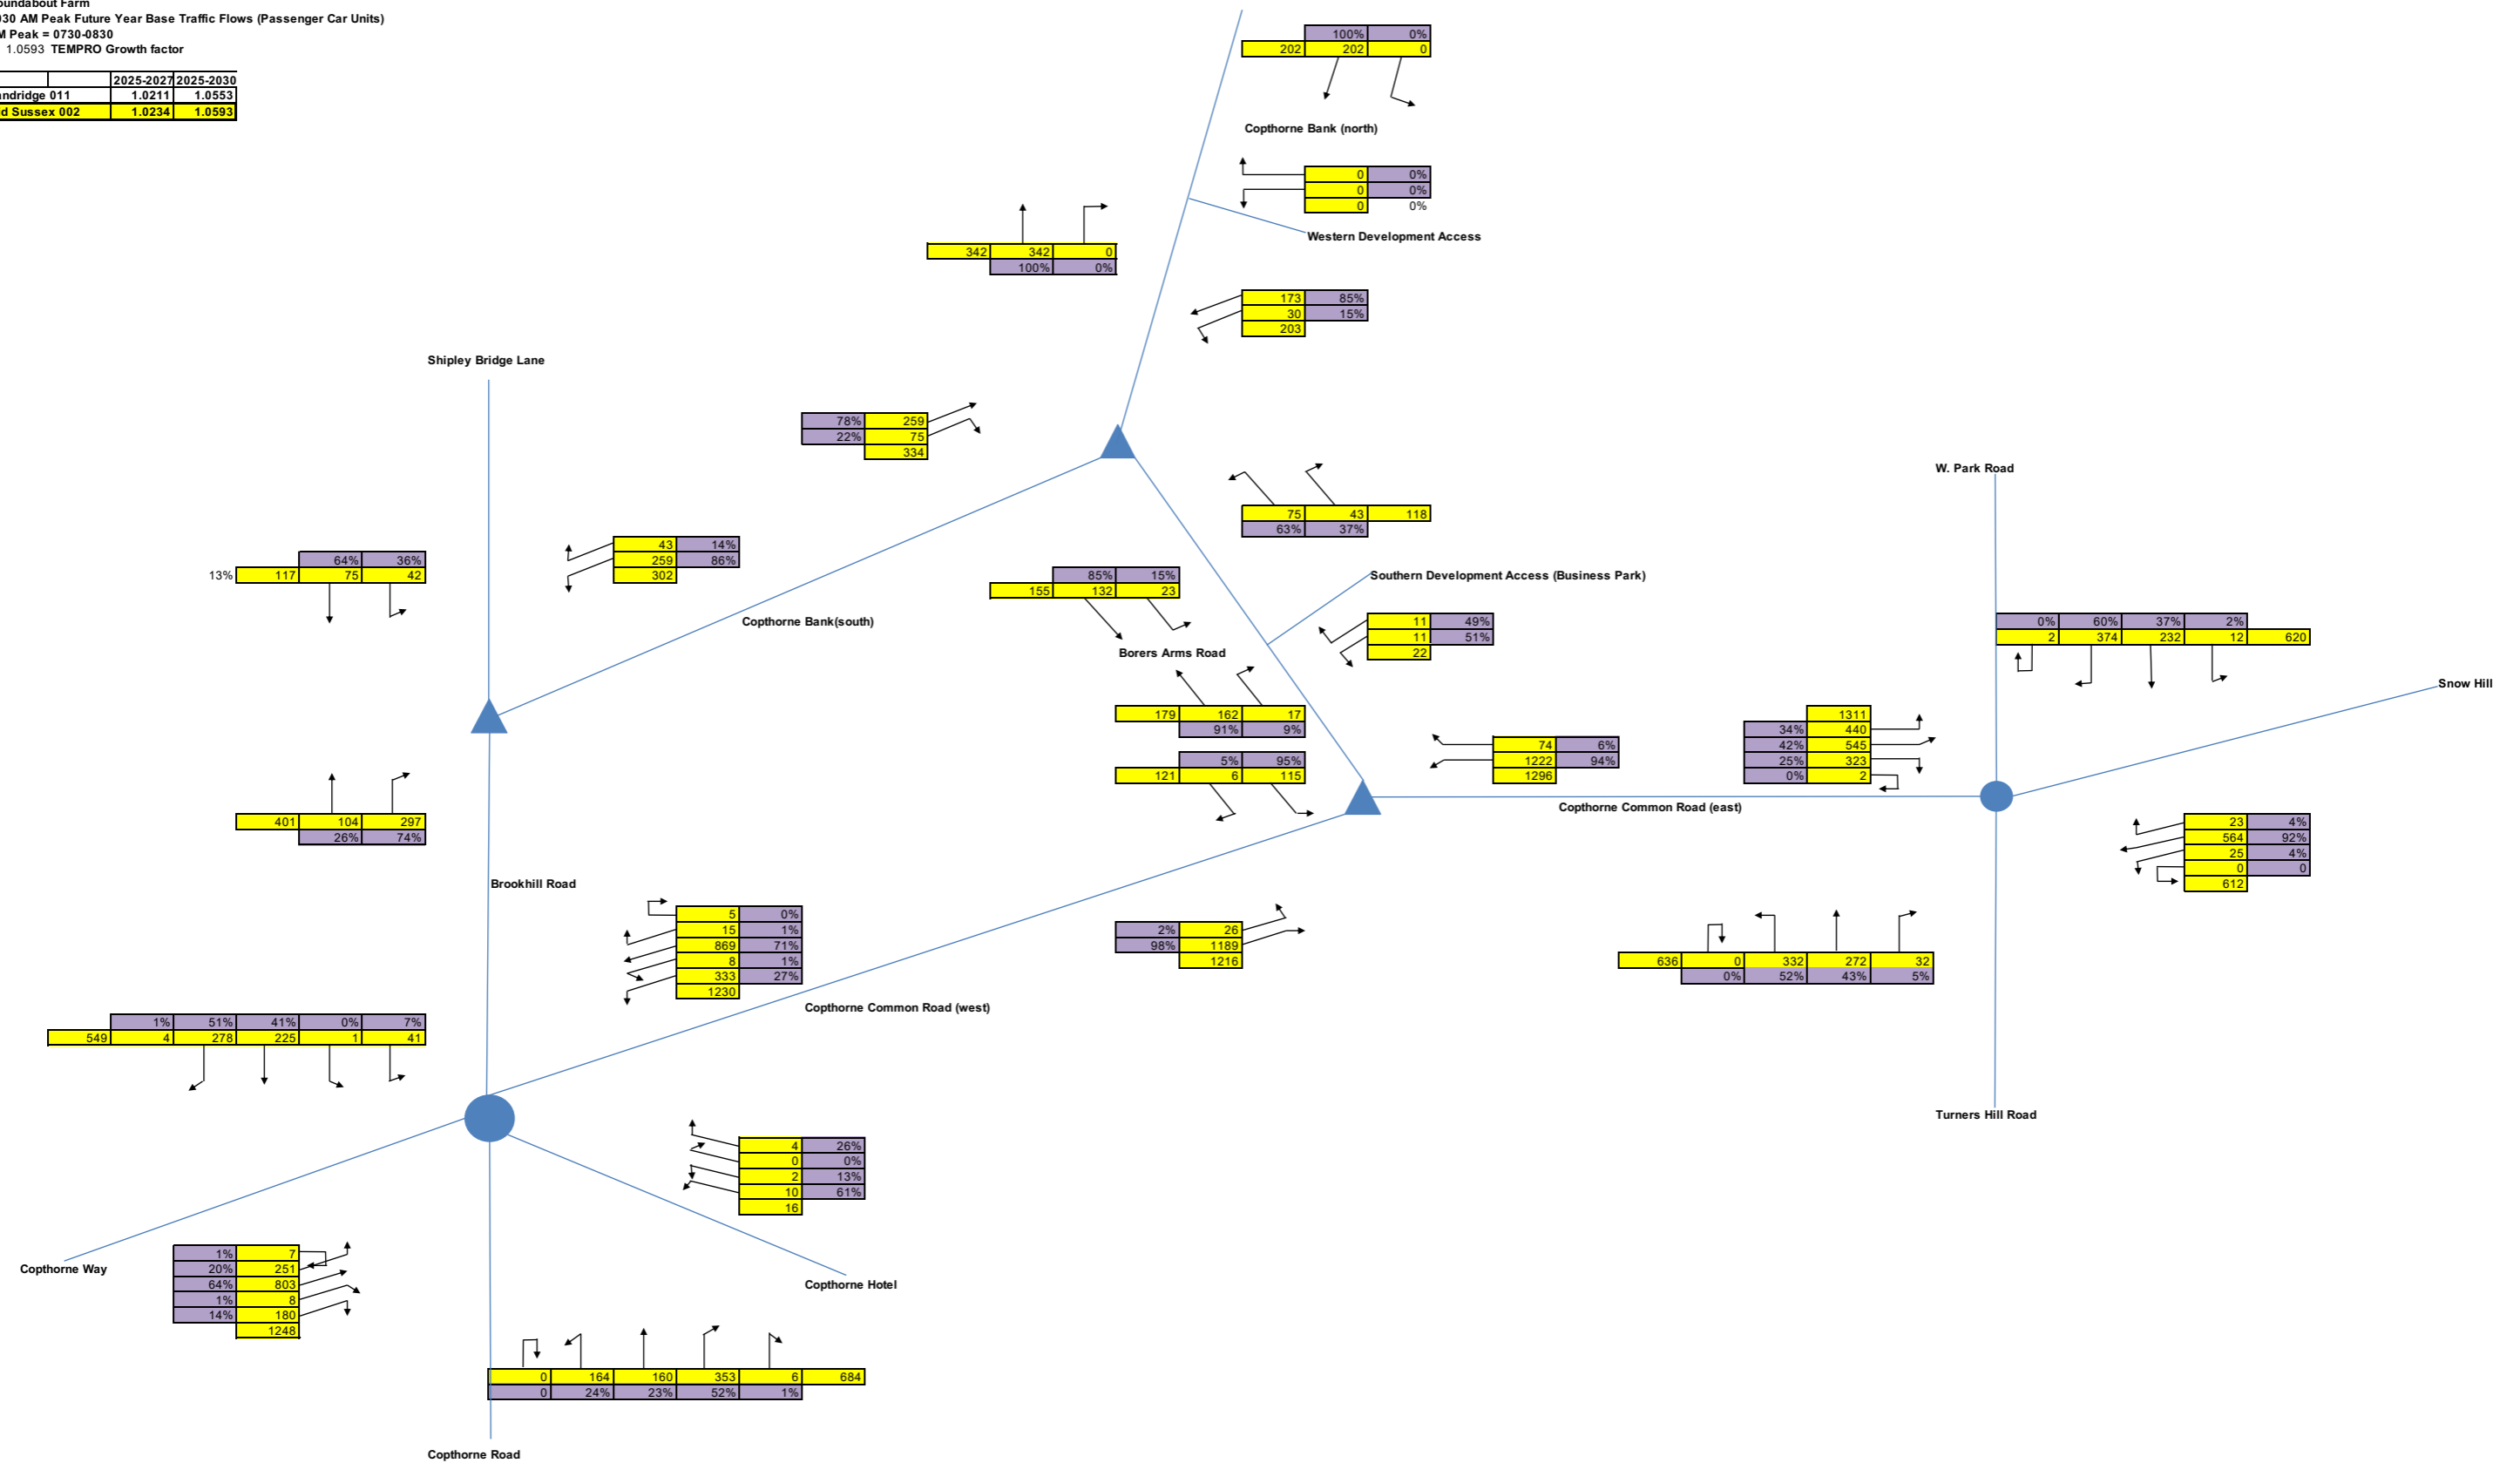 oundabout Farm
030 AM Peak Future Year Base Traffic Flows (Passenger Car Units)
M Peak = 0730-0830
1.0593 TEMPRO Growth factor
2025-2027 2025-2030
andridge 011 1.0211 1.0553
id Sussex 002 1.0234 1.0593
100% 0%
202 202 0
Copthorne Bank (north)
0 0%
0 0%
0 0%
Western Development Access
342 342 0
100% 0%
173 85%
30 15%
203
Shipley Bridge Lane
78% 259
22% 75
334
W. Park Road
75 43 118
63% 37%
64% 36%
13% 117 75 42
43 14%
259 86%
302
85% 15%
155 132 23
Southern Development Access (Business Park)
Copthorne Bank(south)
11 49%
11 51%
22
Borers Arms Road
0% 60% 37% 2%
2 374 232 12 620
Snow Hill
179 162 17
91% 9%
5% 95%
121 6 115
74 6%
1222 94%
1296
1311
34% 440
42% 545
25% 323
0% 2
Copthorne Common Road (east)
401 104 297
26% 74%
23 4%
564 92%
25 4%
0 0
612
Brookhill Road
5 0%
15 1%
869 71%
8 1%
333 27%
1230
2% 26
98% 1189
1216
636 0 332 272 32
0% 52% 43% 5%
Copthorne Common Road (west)
1% 51% 41% 0% 7%
549 4 278 225 1 41
Turners Hill Road
4 26%
0 0%
2 13%
10 61%
16
Copthorne Way
1% 7
20% 251
64% 803
1% 8
14% 180
1248
Copthorne Hotel
0 164 160 353 6 684
0 24% 23% 52% 1%
Copthorne Road